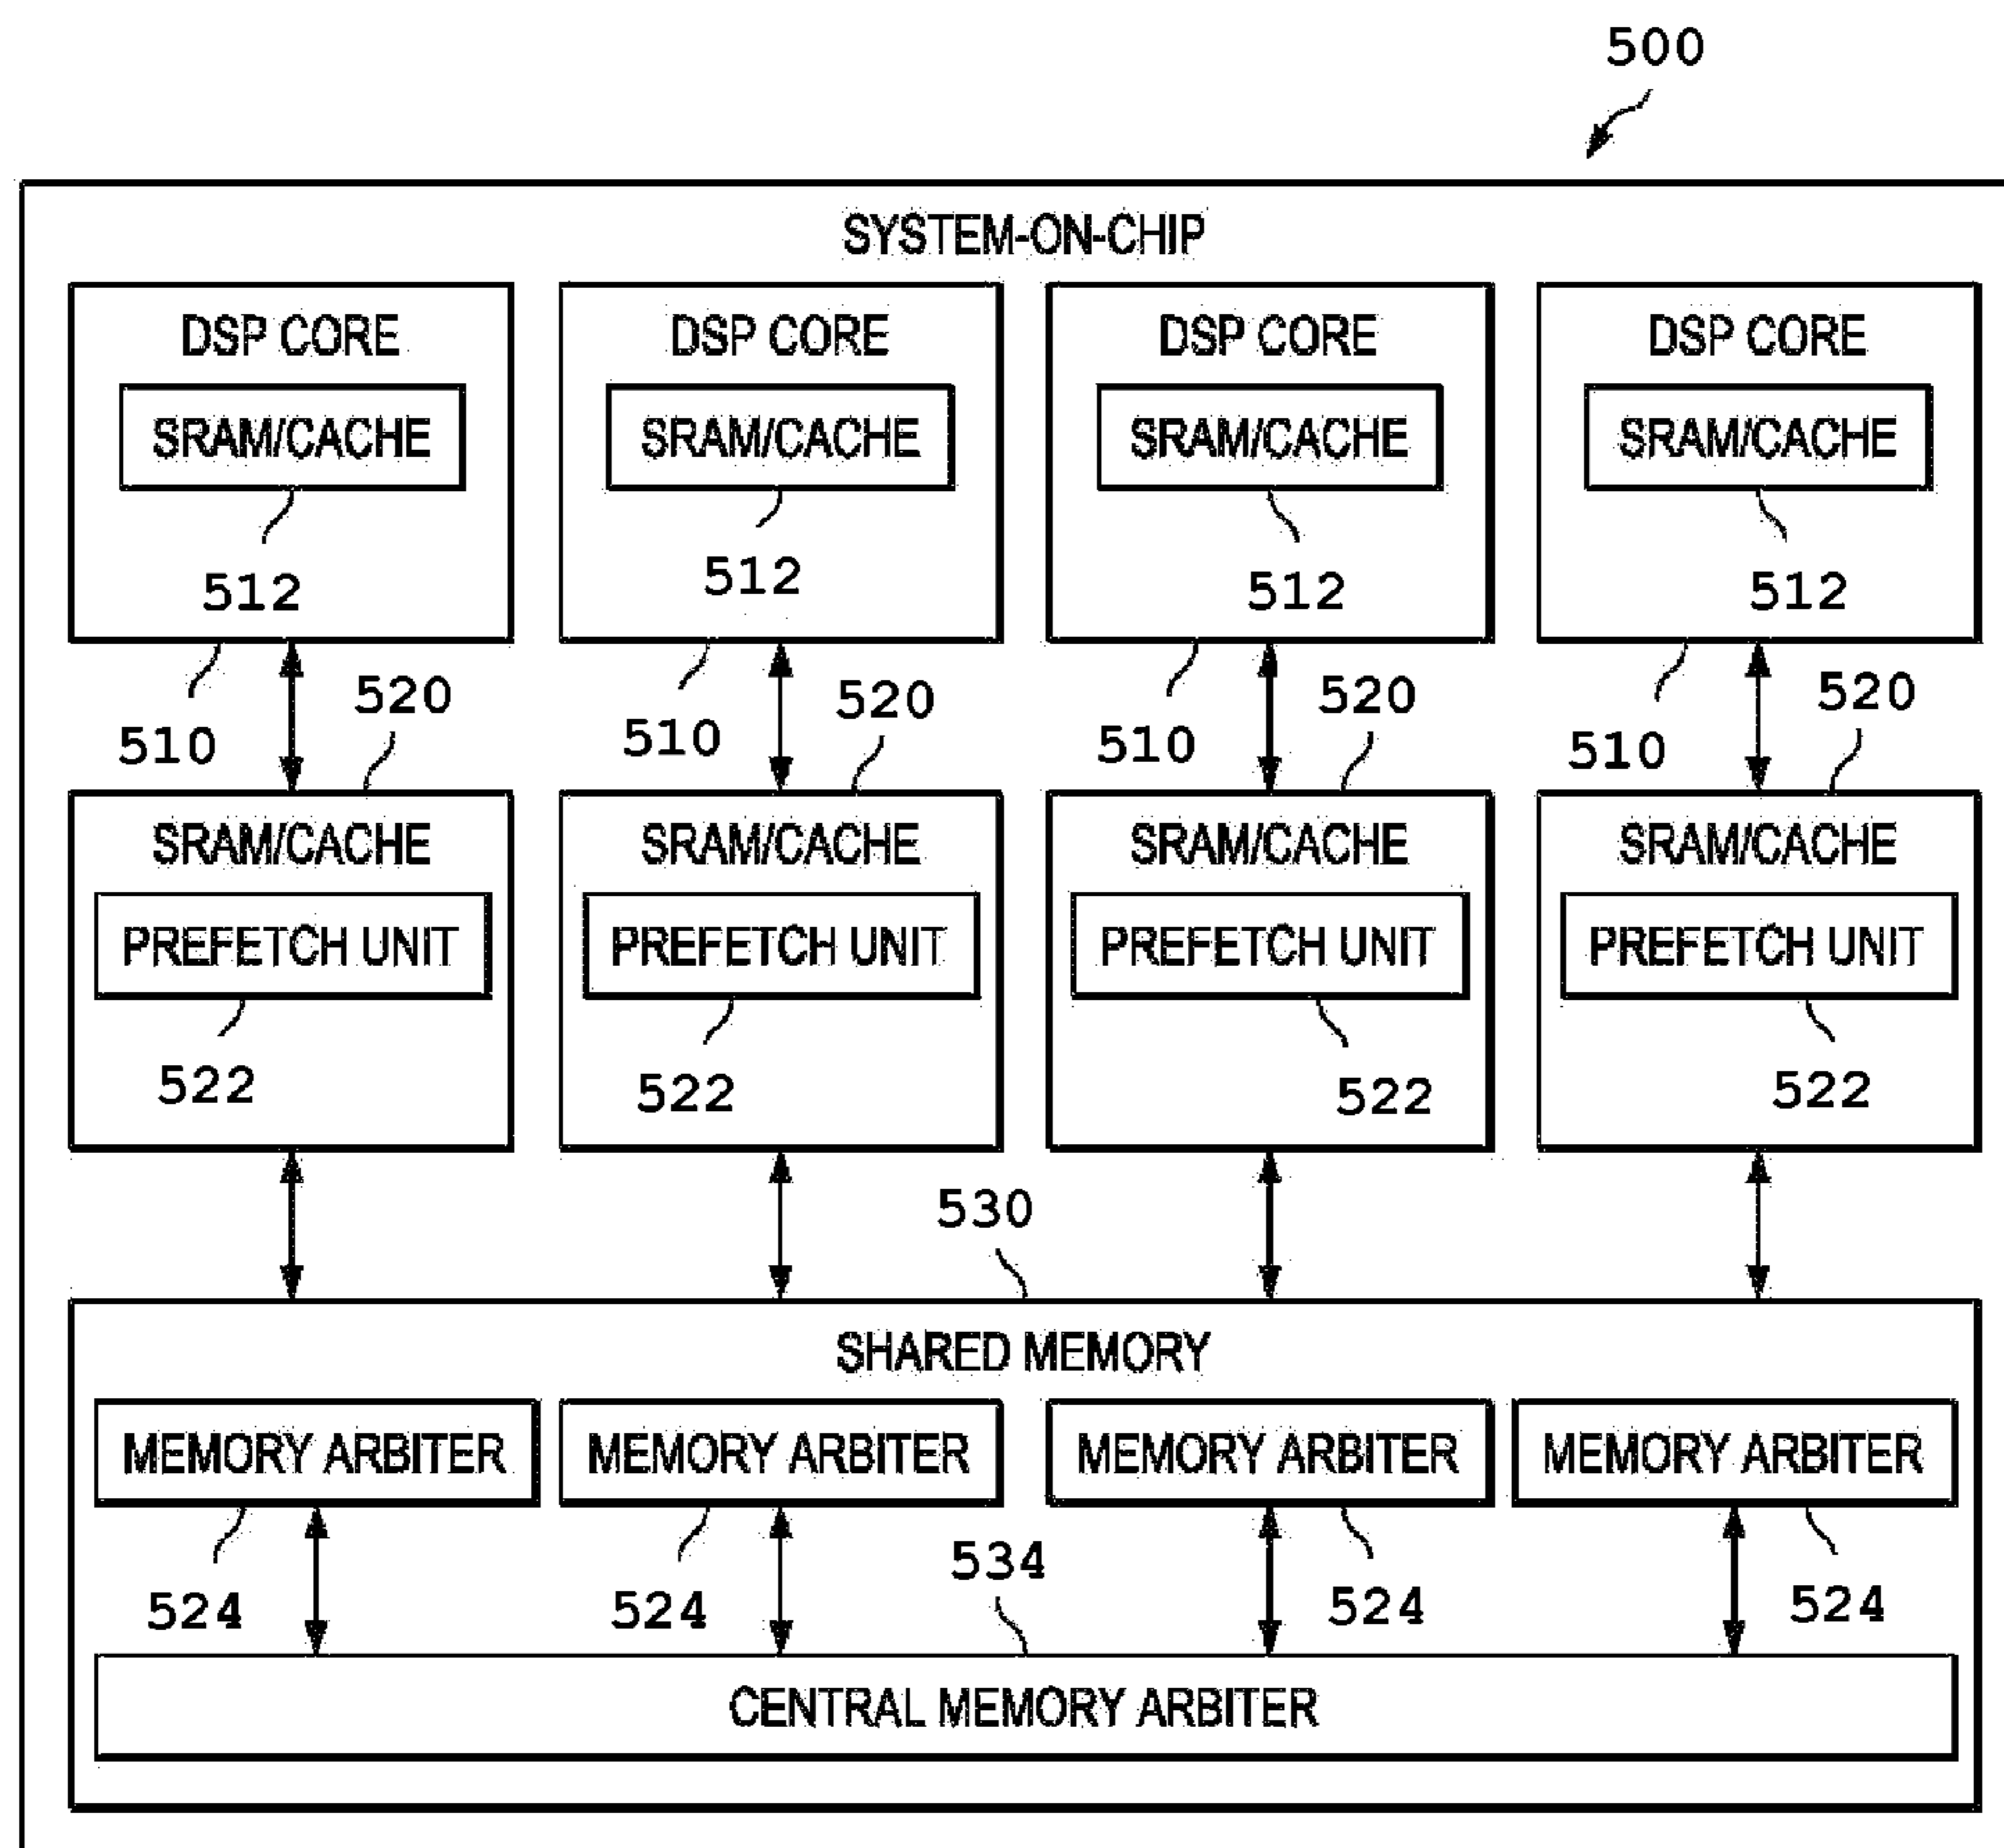 500
SYSTEM-ON-CHIP
DSP CORE DSP CORE DSP CORE DSP CORE
SRAM/CACHE SRAM/CACHE SRAM/CACHE SRAM/CACHE
512 512 512 512
520 520 520 520
510 510 510 510
SRAM/CACHE SRAM/CACHE SRAM/CACHE SRAM/CACHE
PREFETCH UNIT PREFETCH UNIT PREFETCH UNIT PREFETCH UNIT
522 522 522 522
530
SHARED MEMORY
MEMORY ARBITER MEMORY ARBITER MEMORY ARBITER MEMORY ARBITER
534
524 524 524 524
CENTRAL MEMORY ARBITER